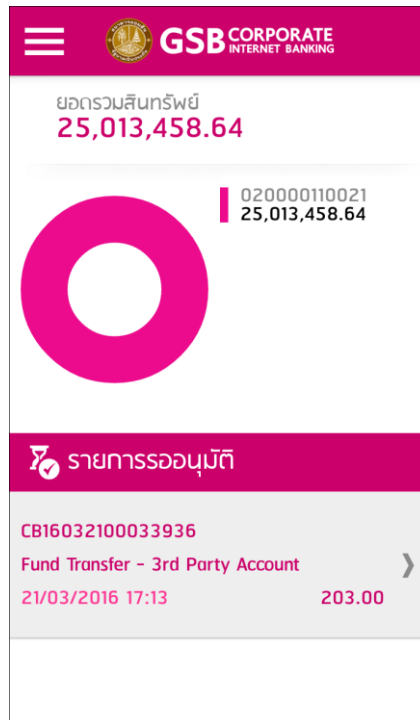 GSB CORPORATE
INTERNET BANKING
ยอดรวมสินทรัพย์
25,013,458.64
020000110021
25,013,458.64
รายการรออนุมัติ
CB16032100033936
Fund Transfer - 3rd Party Account
21/03/2016 17:13 203.00